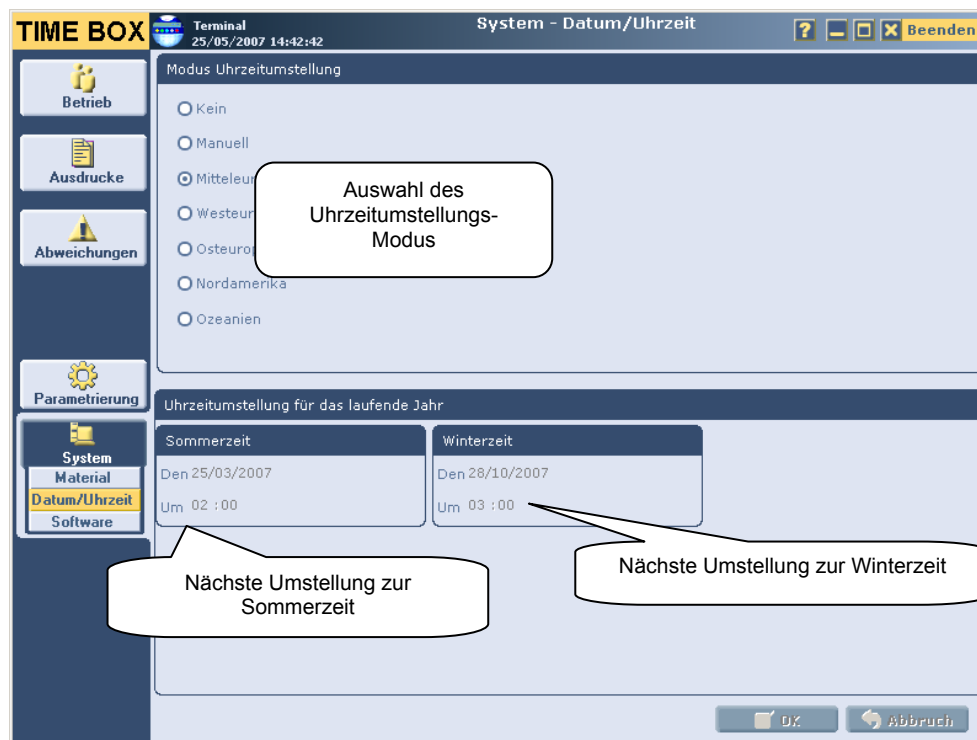 TIME BOX
Terminal
25/05/2007 14:42:42
System - Datum/Uhrzeit
?
Beenden
Betrieb
Ausdrucke
Abweichungen
Parametrierung
System
Material
Datum/Uhrzeit
Software
Modus Uhrzeitumstellung
Kein
Manuell
Mitteleur
Westeur
Osteurop
Nordamerika
Ozeanien
Auswahl des
Uhrzeitumstellungs-
Modus
Uhrzeitumstellung für das laufende Jahr
Sommerzeit
Den 25/03/2007
Um 02 :00
Winterzeit
Den 28/10/2007
Um 03 :00
Nächste Umstellung zur
Sommerzeit
Nächste Umstellung zur Winterzeit
OK
Abbruch